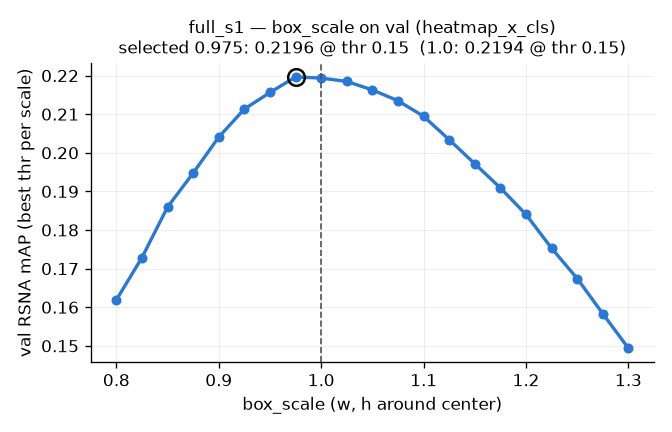 full_s1 — box_scale on val (heatmap_x_cls)
selected 0.975: 0.2196 @ thr 0.15  (1.0: 0.2194 @ thr 0.15)
val RSNA mAP (best thr per scale)
0.22
0.21
0.20
0.19
0.18
0.17
0.16
0.15
0.8 0.9 1.0 1.1 1.2 1.3
box_scale (w, h around center)